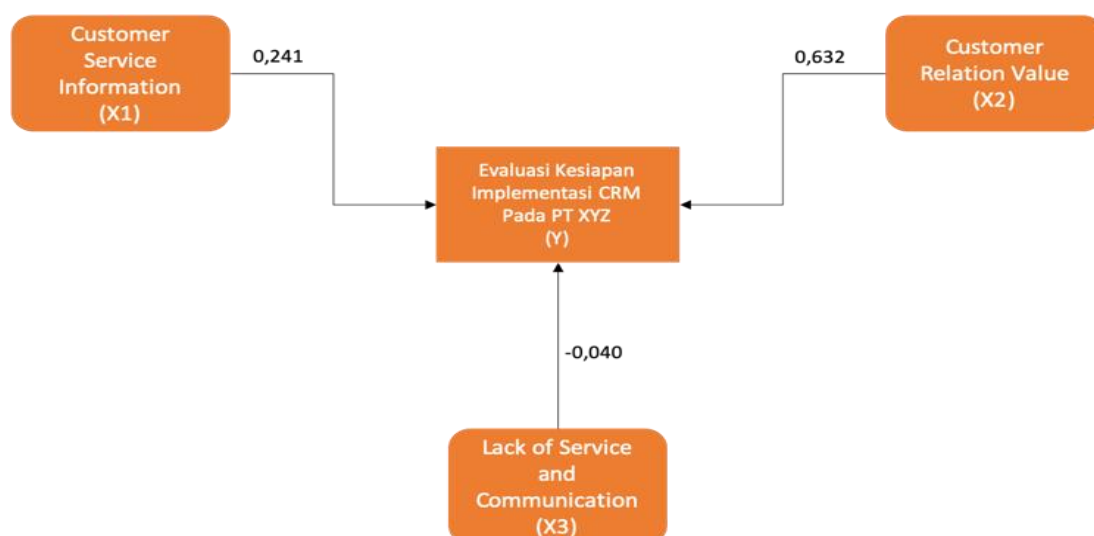 Customer
Service
Information
(X1)
0,241
0,632
Customer
Relation Value
(X2)
Evaluasi Kesiapan
Implementasi CRM
Pada PT XYZ
(Y)
-0,040
Lack of Service
and
Communication
(X3)